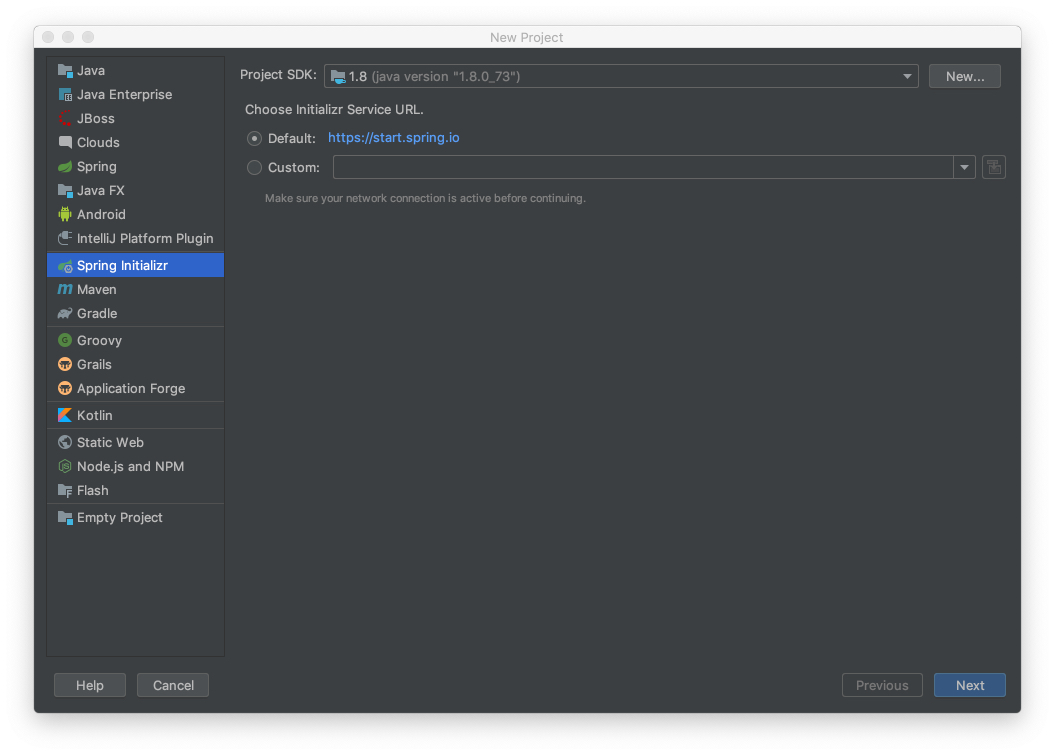 New Project
Java
Java Enterprise
JBoss
Clouds
Spring
Java FX
Android
IntelliJ Platform Plugin
Spring Initializr
Maven
Gradle
Groovy
Grails
Application Forge
Kotlin
Static Web
Node.js and NPM
Flash
Empty Project
Project SDK: 1.8 (java version "1.8.0_73") New...
Choose Initializr Service URL.
Default: https://start.spring.io
Custom:
Make sure your network connection is active before continuing.
Help Cancel Previous Next